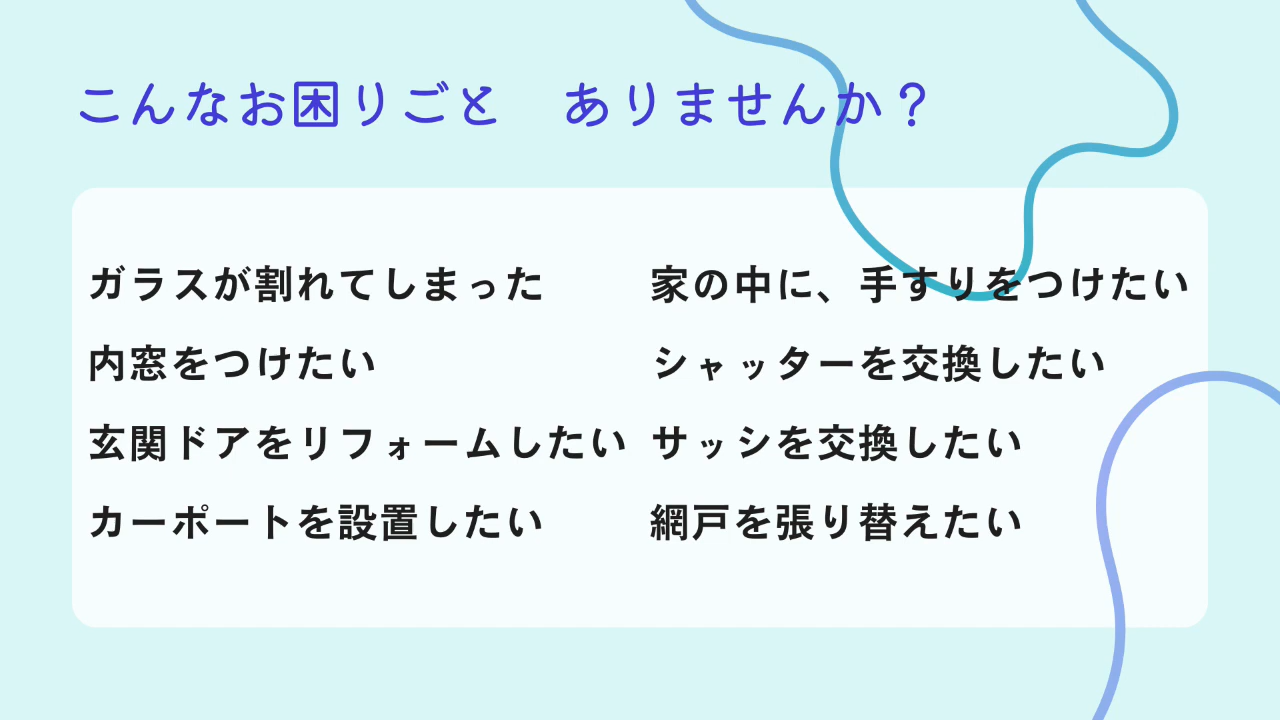 こんなお困りごと　ありませんか？
ガラスが割れてしまった
内窓をつけたい
玄関ドアをリフォームしたい
カーポートを設置したい
家の中に、手すりをつけたい
シャッターを交換したい
サッシを交換したい
網戸を張り替えたい